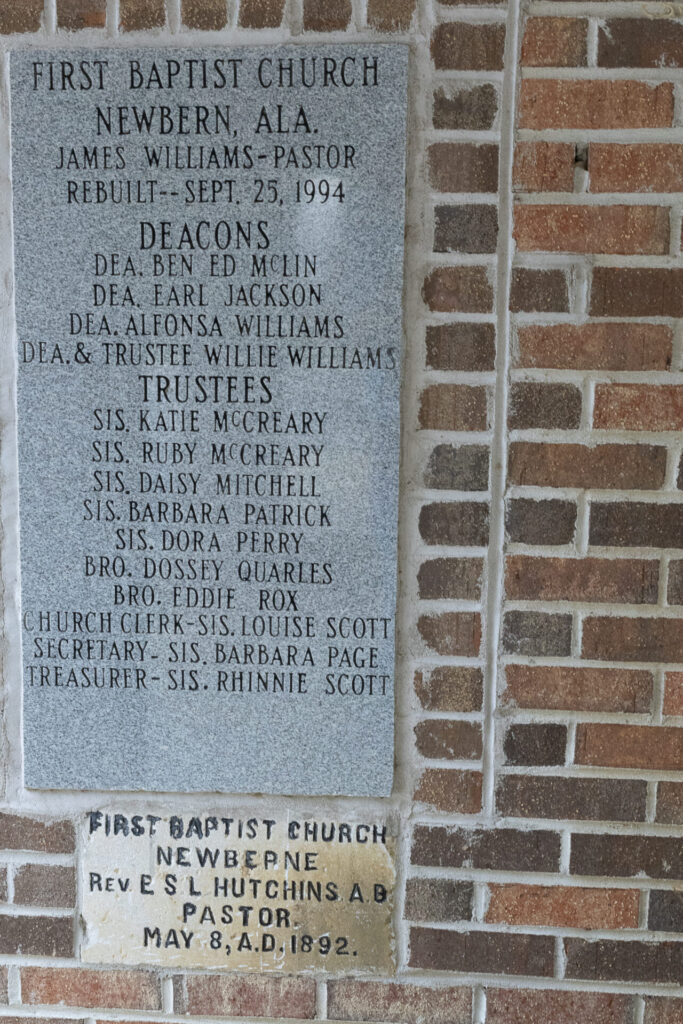 FIRST BAPTIST CHURCH
NEWBERN, ALA.
JAMES WILLIAMS-PASTOR
REBUILT--SEPT. 25, 1994
DEACONS
DEA. BEN ED McLIN
DEA. EARL JACKSON
DEA. ALFONSA WILLIAMS
DEA. & TRUSTEE WILLIE WILLIAMS
TRUSTEES
SIS. KATIE McCREARY
SIS. RUBY McCREARY
SIS. DAISY MITCHELL
SIS. BARBARA PATRICK
SIS. DORA PERRY
BRO. DOSSEY QUARLES
BRO. EDDIE ROX
CHURCH CLERK-SIS. LOUISE SCOTT
SECRETARY- SIS. BARBARA PAGE
TREASURER- SIS. RHINNIE SCOTT
FIRST BAPTIST CHURCH
NEWBERNE
REV E S L HUTCHINS A.B
PASTOR.
MAY 8, A.D. 1892.